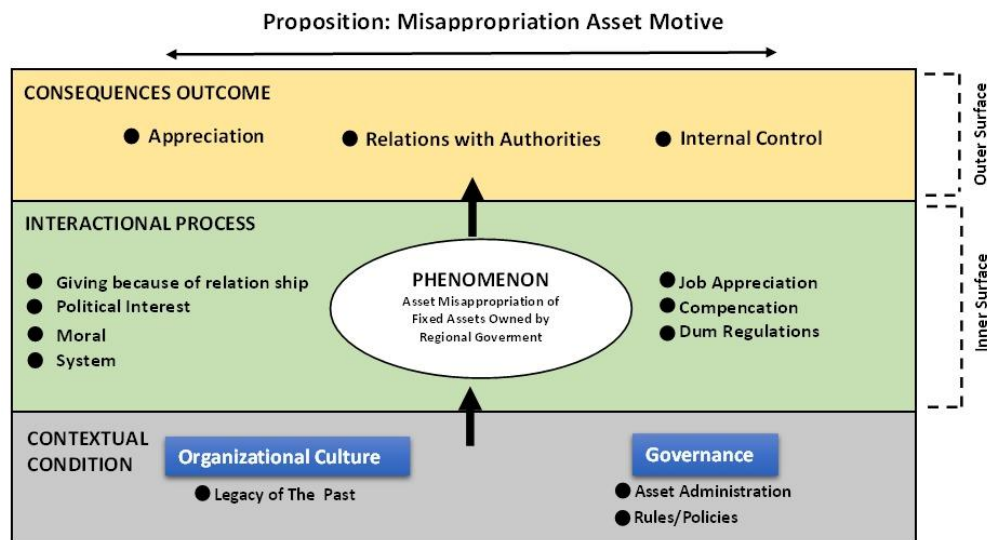 Proposition: Misappropriation Asset Motive
CONSEQUENCES OUTCOME
● Appreciation
● Relations with Authorities
● Internal Control
Outer Surface
INTERACTIONAL PROCESS
● Giving because of relation ship
● Political Interest
● Moral
● System
PHENOMENON
Asset Misappropriation of
Fixed Assets Owned by
Regional Goverment
● Job Appreciation
● Compencation
● Dum Regulations
Inner Surface
CONTEXTUAL
CONDITION
Organizational Culture
● Legacy of The Past
Governance
● Asset Administration
● Rules/Policies